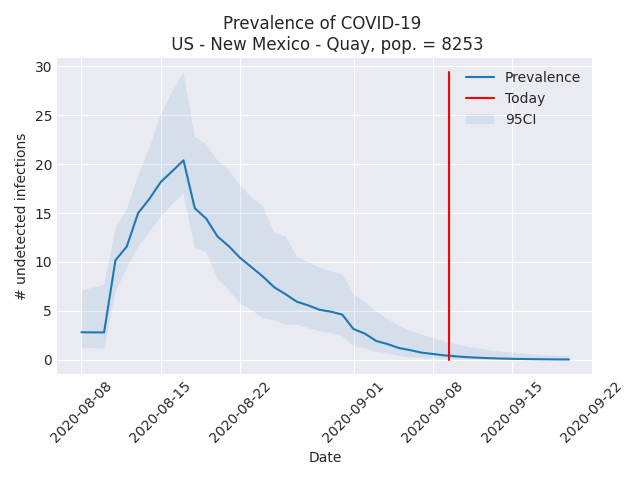 Prevalence of COVID-19
US - New Mexico - Quay, pop. = 8253
30
25
20
15
10
5
0
# undetected infections
Prevalence
Today
95CI
2020-08-08
2020-08-15
2020-08-22
2020-09-01
2020-09-08
2020-09-15
2020-09-22
Date